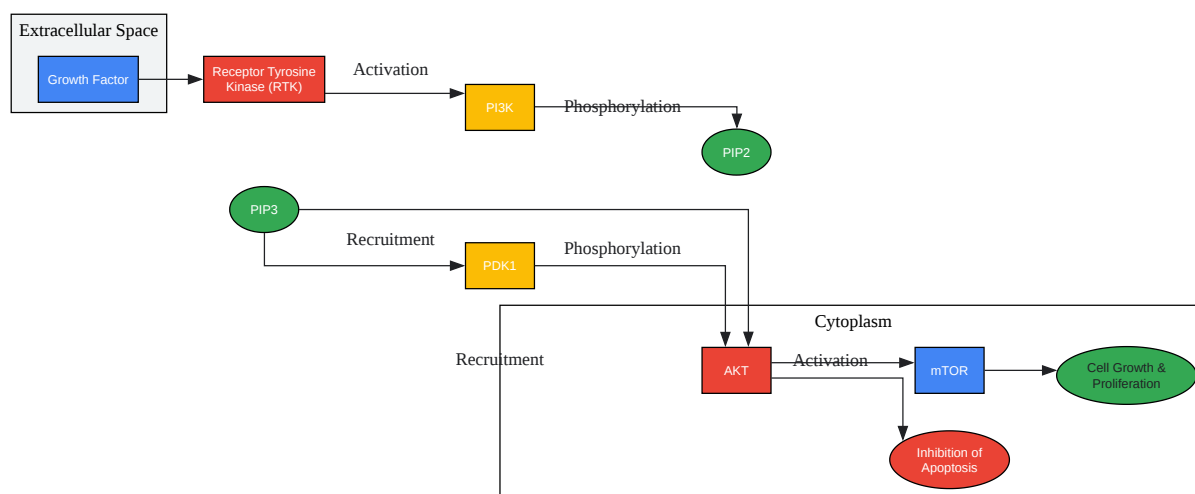 Extracellular Space
Growth Factor
Receptor Tyrosine
Kinase (RTK)
Activation
PI3K
Phosphorylation
PIP2
PIP3
Recruitment
PDK1
Phosphorylation
Cytoplasm
Recruitment
AKT
Activation
mTOR
Cell Growth &
Proliferation
Inhibition of
Apoptosis